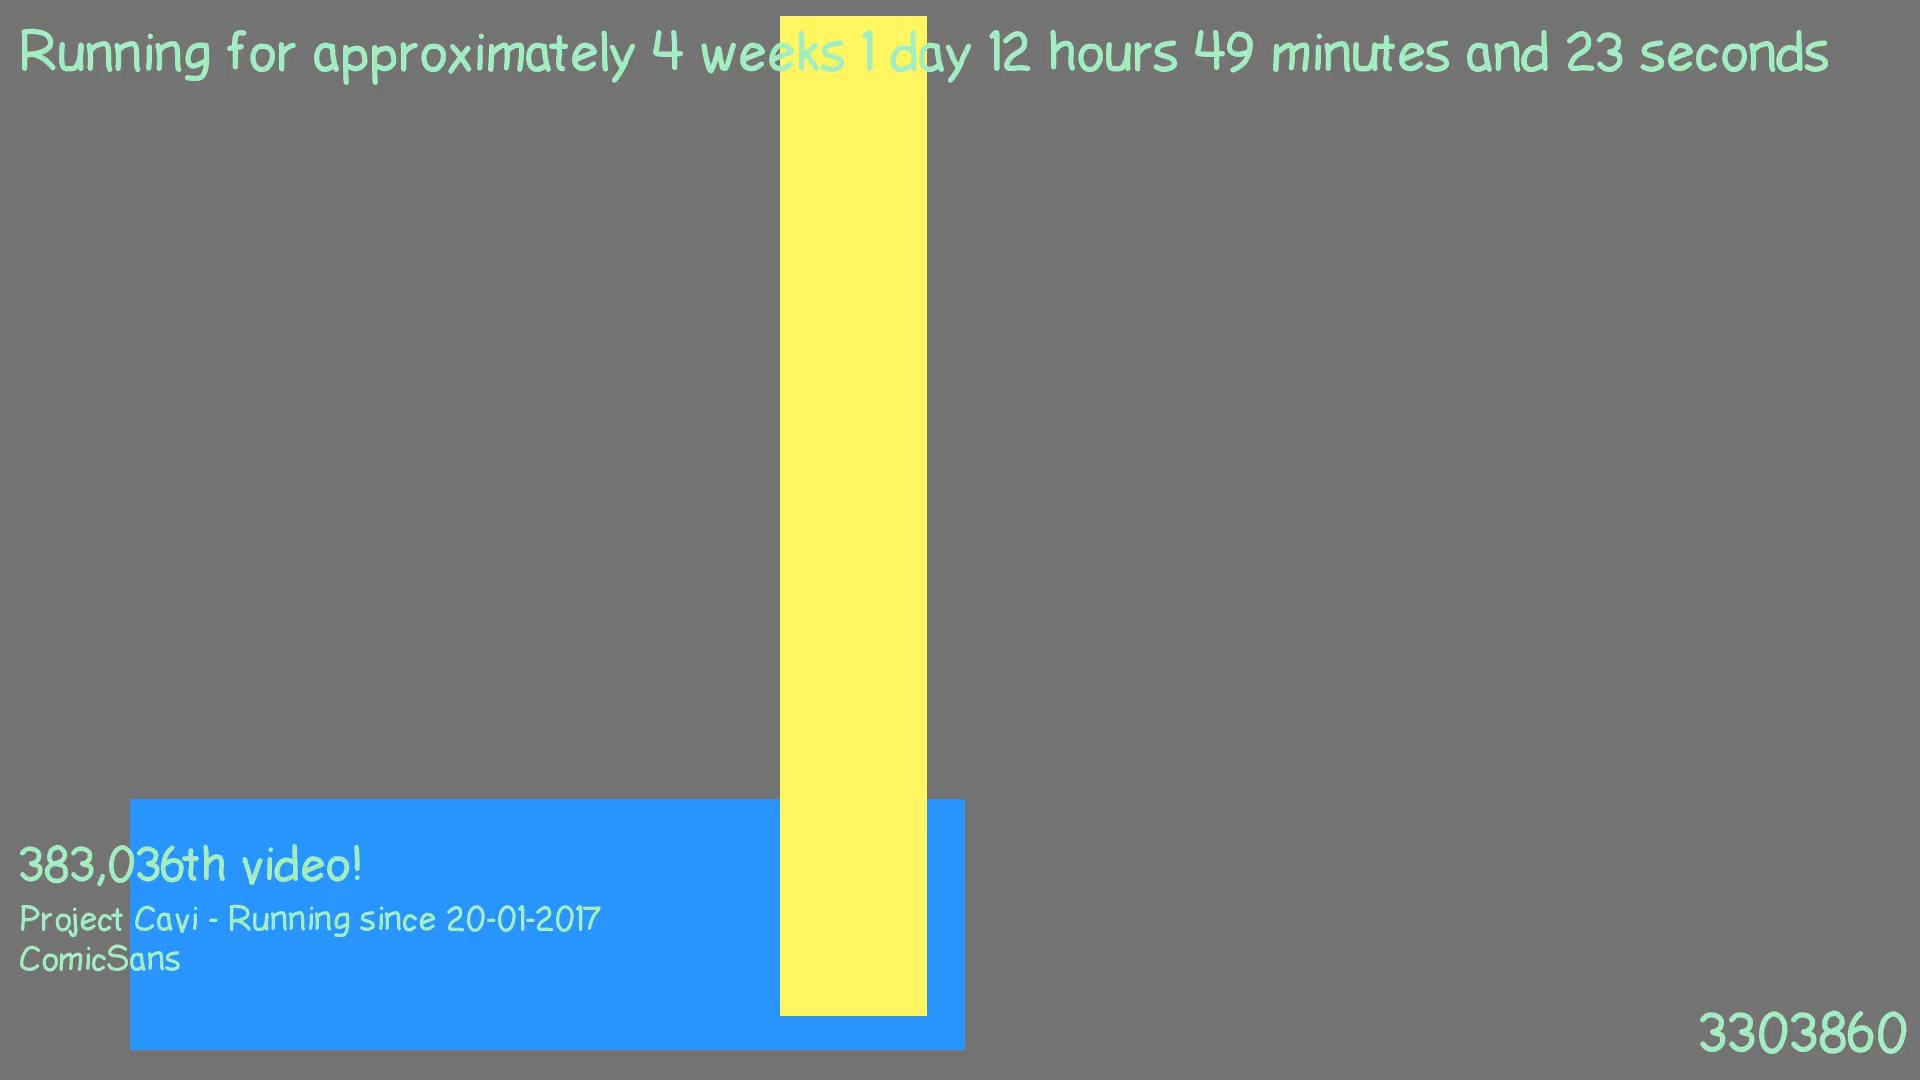 Running for approximately 4 weeks 1 day 12 hours 49 minutes and 23 seconds
383,036th video!
Project Cavi - Running since 20-01-2017
ComicSans
3303860